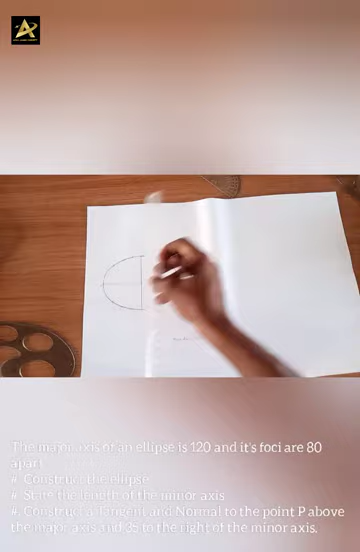 The major axis of an ellipse is 120 and it's foci are 80
apart
#. Construct the ellipse
#. State the length of the minor axis
#. Construct a Tangent and Normal to the point P above
the major axis and 35 to the right of the minor axis.